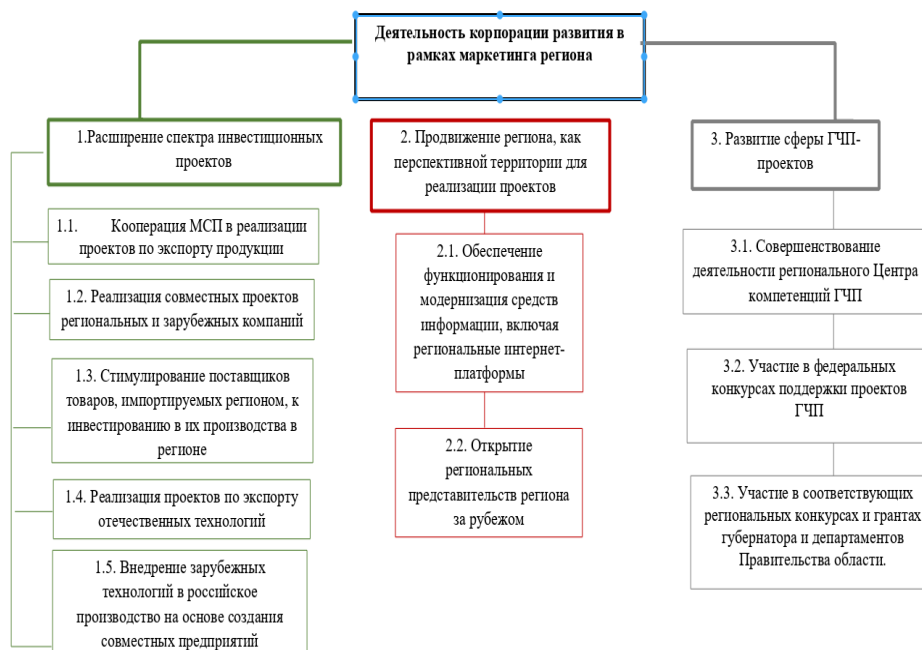 Деятельность корпорации развития в
рамках маркетинга региона
1.Расширение спектра инвестиционных
проектов
1.1. Кооперация МСП в реализации
проектов по экспорту продукции
1.2. Реализация совместных проектов
региональных и зарубежных компаний
1.3. Стимулирование поставщиков
товаров, импортируемых регионом, к
инвестированию в их производства в
регионе
1.4. Реализация проектов по экспорту
отечественных технологий
1.5. Внедрение зарубежных
технологий в российское
производство на основе создания
совместных предприятий
2. Продвижение региона, как
перспективной территории для
реализации проектов
2.1. Обеспечение
функционирования и
модернизация средств
информации, включая
региональные интернет-
платформы
2.2. Открытие
региональных
представительств региона
за рубежом
3. Развитие сферы ГЧП-
проектов
3.1. Совершенствование
деятельности регионального Центра
компетенций ГЧП
3.2. Участие в федеральных
конкурсах поддержки проектов
ГЧП
3.3. Участие в соответствующих
региональных конкурсах и грантах
губернатора и департаментов
Правительства области.